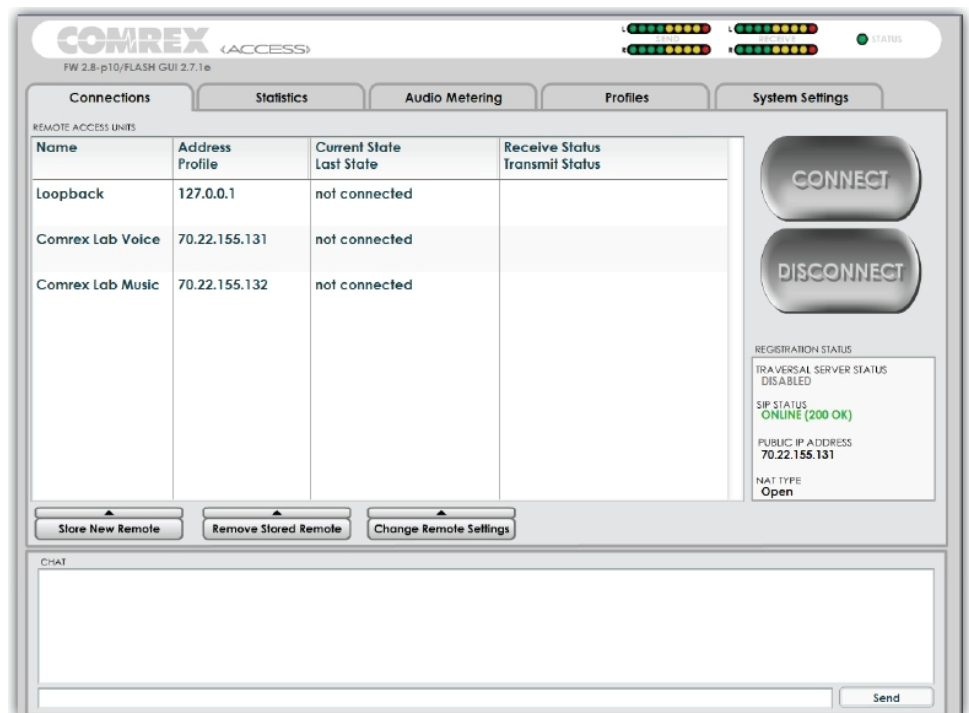 COMREX (ACCESS)
L SEND L RECEIVE STATUS
R R
FW 2.8-p10/FLASH GUI 2.7.1e
Connections Statistics Audio Metering Profiles System Settings
REMOTE ACCESS UNITS
Name Address Current State Receive Status
Profile Last State Transmit Status
Loopback 127.0.0.1 not connected
Comrex Lab Voice 70.22.155.131 not connected
Comrex Lab Music 70.22.155.132 not connected
CONNECT
DISCONNECT
REGISTRATION STATUS
TRAVERSAL SERVER STATUS
DISABLED
SIP STATUS
ONLINE (200 OK)
PUBLIC IP ADDRESS
70.22.155.131
NAT TYPE
Open
Store New Remote Remove Stored Remote Change Remote Settings
CHAT
Send